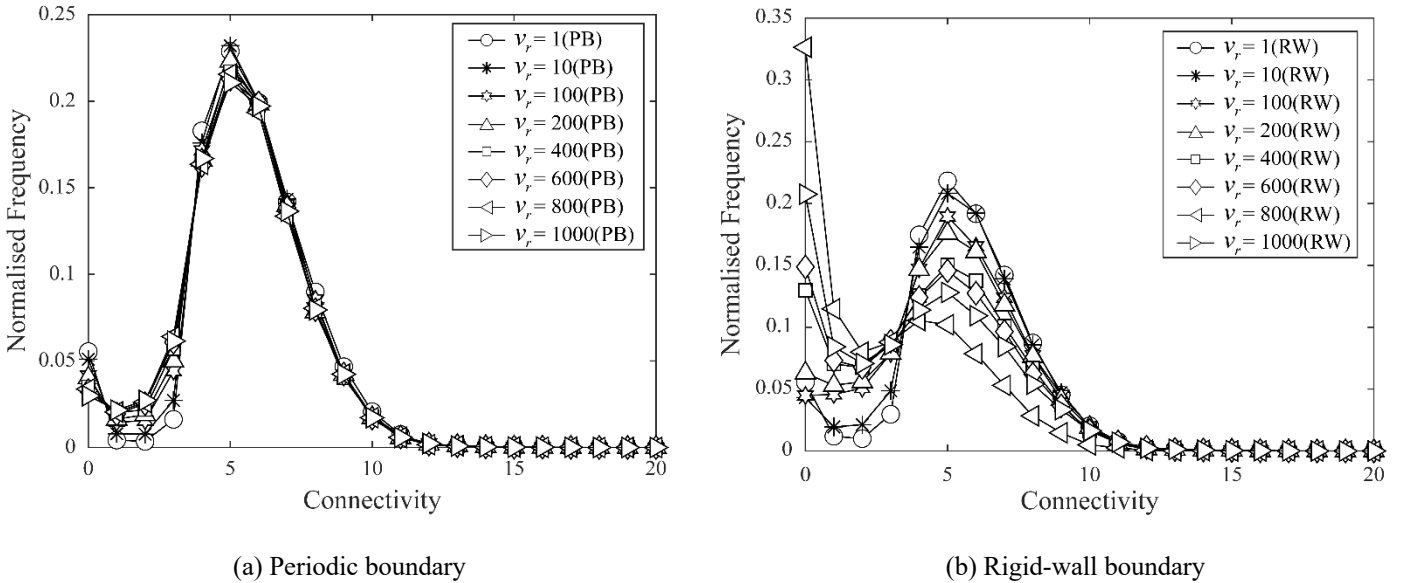 0.25
0.2
0.15
0.1
0.05
0
Normalised Frequency
v_r = 1(PB)
v_r = 10(PB)
v_r = 100(PB)
v_r = 200(PB)
v_r = 400(PB)
v_r = 600(PB)
v_r = 800(PB)
v_r = 1000(PB)
0 5 10 15 20
Connectivity
(a) Periodic boundary
0.35
0.3
0.25
0.2
0.15
0.1
0.05
0
Normalised Frequency
v_r = 1(RW)
v_r = 10(RW)
v_r = 100(RW)
v_r = 200(RW)
v_r = 400(RW)
v_r = 600(RW)
v_r = 800(RW)
v_r = 1000(RW)
0 5 10 15 20
Connectivity
(b) Rigid-wall boundary